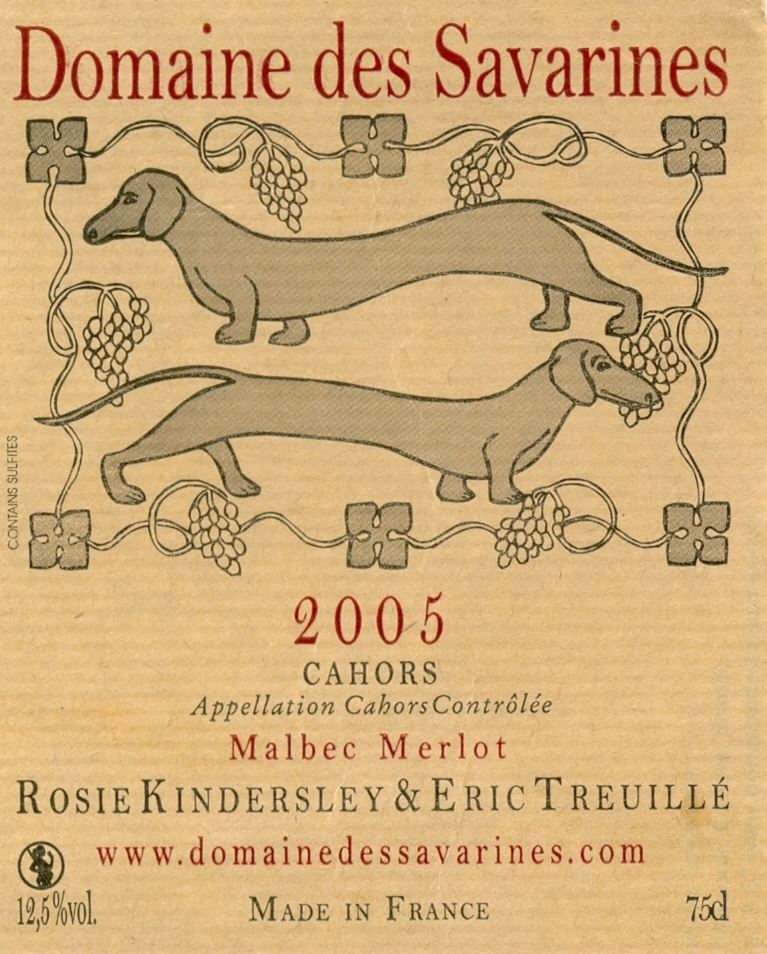 Domaine des Savarines
CONTAINS SULFITES
2005
CAHORS
Appellation Cahors Contrôlée
Malbec Merlot
ROSIE KINDERSLEY & ERIC TREUILLÉ
www.domainedessavarines.com
12,5%vol.
MADE IN FRANCE
75cl